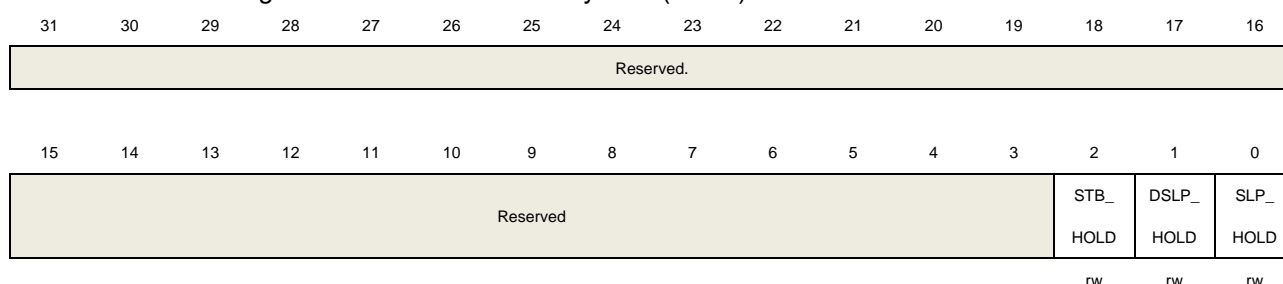 31 30 29 28 27 26 25 24 23 22 21 20 19 18 17 16
Reserved.
15 14 13 12 11 10 9 8 7 6 5 4 3 2 1 0
Reserved
STB_ DSLP_ SLP_
HOLD HOLD HOLD
rw rw rw